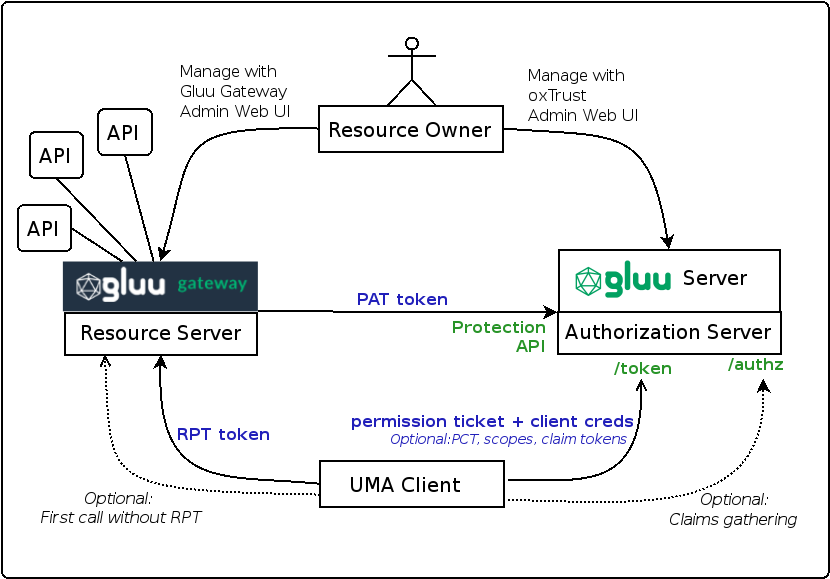 Manage with
Gluu Gateway
Admin Web UI
Manage with
oxTrust
Admin Web UI
API
API
API
Resource Owner
gluu gateway
Resource Server
PAT token
gluu Server
Authorization Server
Protection
API
/token
/authz
RPT token
permission ticket + client creds
Optional:PCT, scopes, claim tokens
UMA Client
Optional:
First call without RPT
Optional:
Claims gathering